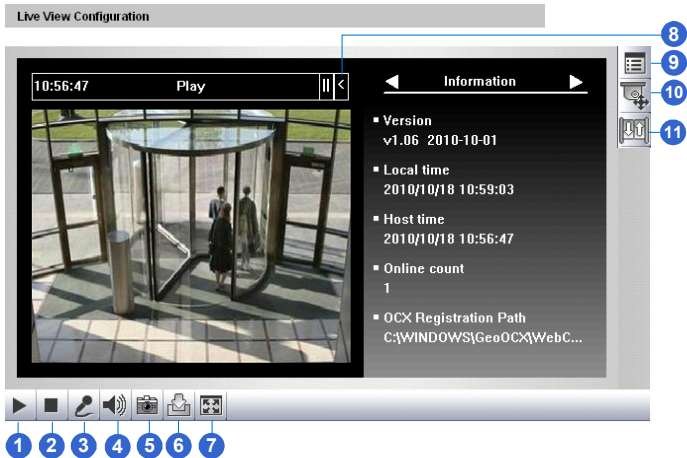 Live View Configuration
8
9
10
11
10:56:47 Play
Information
Version
v1.06 2010-10-01
Local time
2010/10/18 10:59:03
Host time
2010/10/18 10:56:47
Online count
1
OCX Registration Path
C:\WINDOWS\GeoOCX\WebC...
1 2 3 4 5 6 7